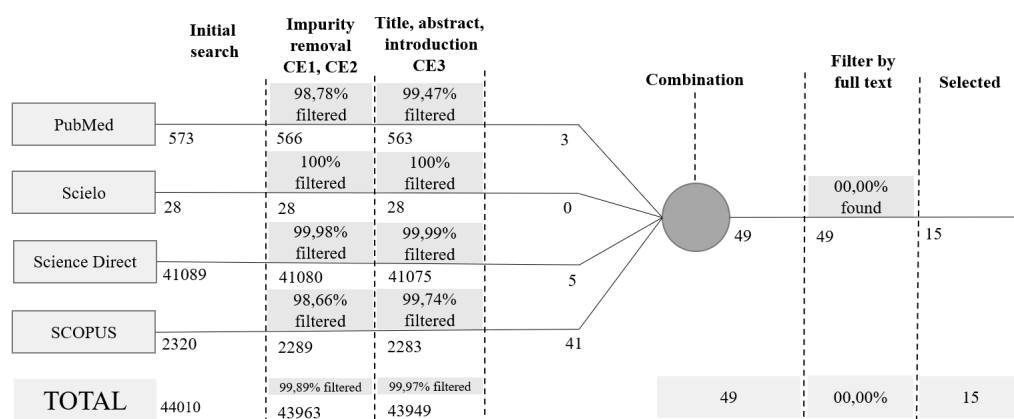 Initial
search
Impurity
removal
CE1, CE2
Title, abstract,
introduction
CE3
Combination
Filter by
full text
Selected
PubMed
573
98,78%
filtered
566
99,47%
filtered
563
3
Scielo
28
100%
filtered
28
100%
filtered
28
0
00,00%
found
49
49
15
Science Direct
41089
99,98%
filtered
41080
99,99%
filtered
41075
5
SCOPUS
2320
98,66%
filtered
2289
99,74%
filtered
2283
41
TOTAL
44010
99,89% filtered
43963
99,97% filtered
43949
49
00,00%
15